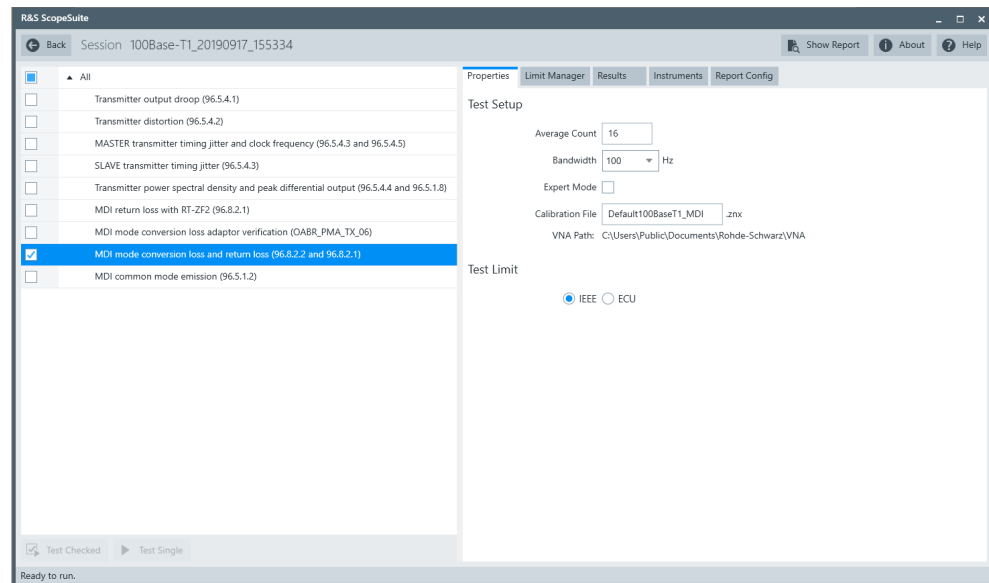 R&S ScopeSuite
Back Session 100Base-T1_20190917_155334 Show Report About Help
All
Transmitter output droop (96.5.4.1)
Transmitter distortion (96.5.4.2)
MASTER transmitter timing jitter and clock frequency (96.5.4.3 and 96.5.4.5)
SLAVE transmitter timing jitter (96.5.4.3)
Transmitter power spectral density and peak differential output (96.5.4.4 and 96.5.1.8)
MDI return loss with RT-ZF2 (96.8.2.1)
MDI mode conversion loss adaptor verification (OABR_PMA_TX_06)
MDI mode conversion loss and return loss (96.8.2.2 and 96.8.2.1)
MDI common mode emission (96.5.1.2)
Test Checked Test Single
Properties Limit Manager Results Instruments Report Config
Test Setup
Average Count 16
Bandwidth 100 Hz
Expert Mode
Calibration File Default100BaseT1_MDI .znx
VNA Path: C:\Users\Public\Documents\Rohde-Schwarz\VNA
Test Limit
IEEE ECU
Ready to run.